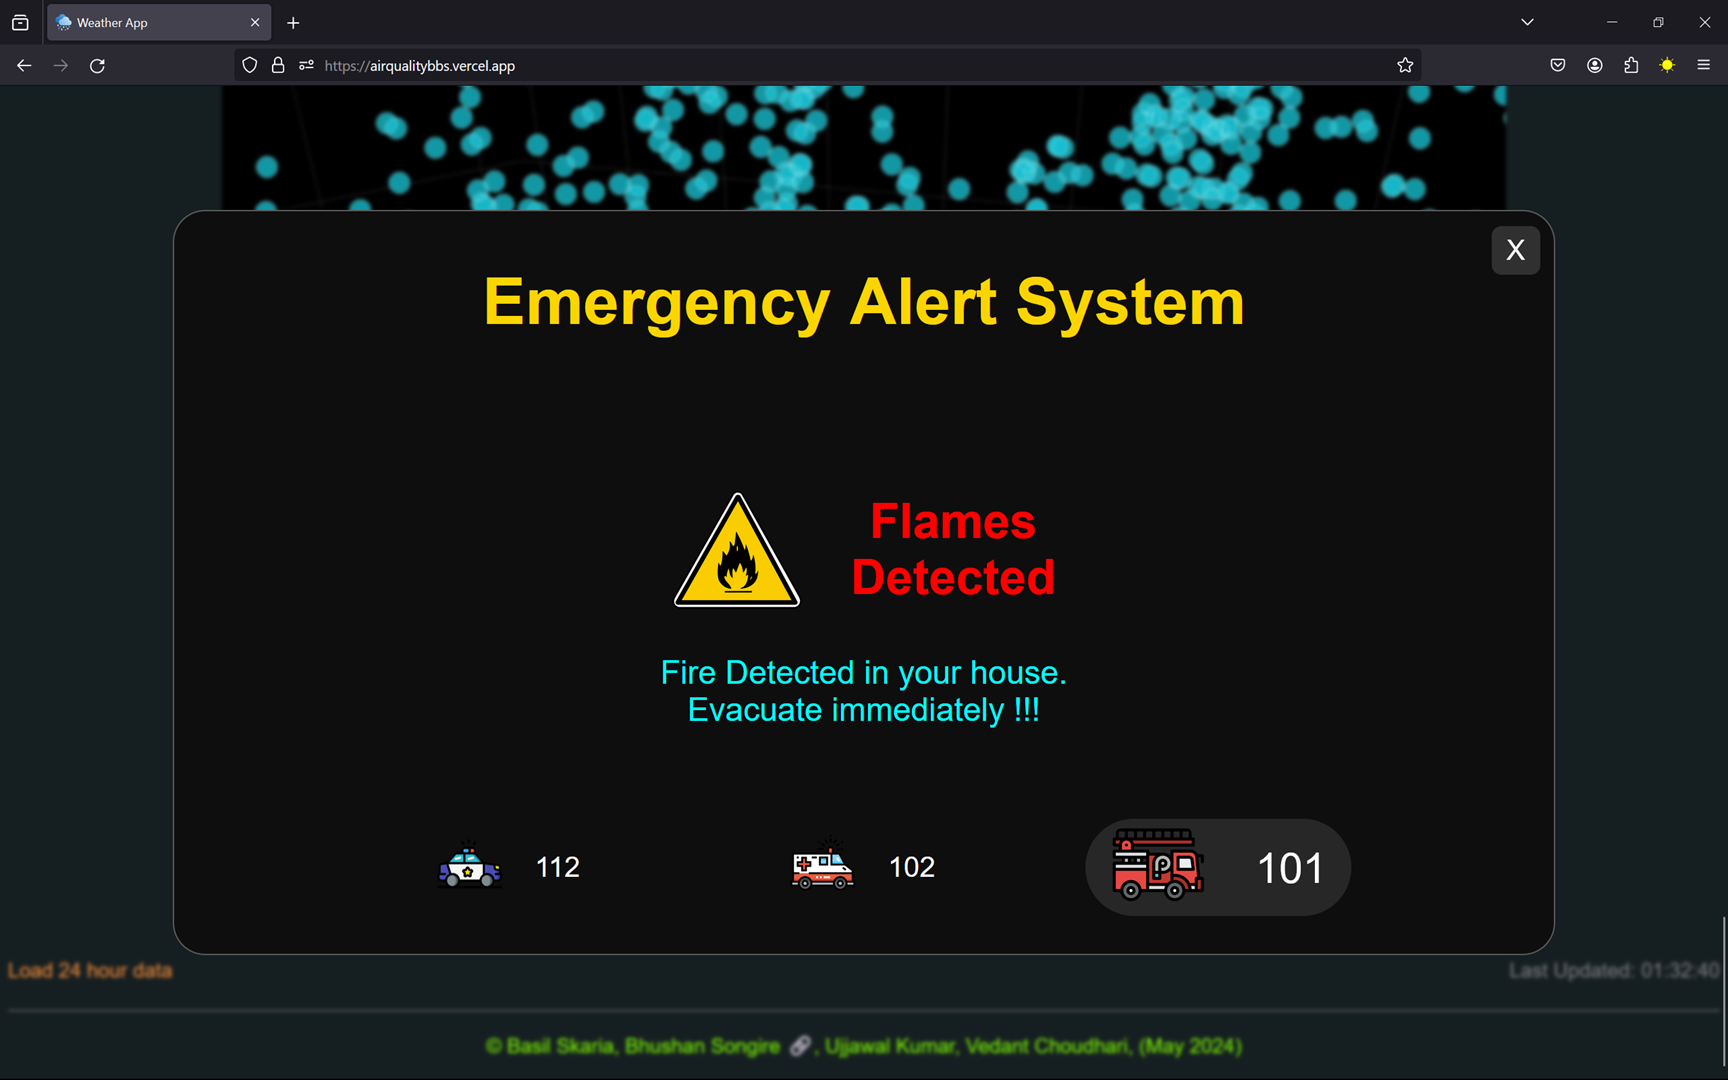 Weather App
https://airqualitybbs.vercel.app
X
Emergency Alert System
Flames
Detected
Fire Detected in your house.
Evacuate immediately !!!
112
102
101
Load 24 hour data
Last Updated: 01:32:40
© Basil Skaria, Bhushan Songire 🔗, Ujjawal Kumar, Vedant Choudhari, (May 2024)